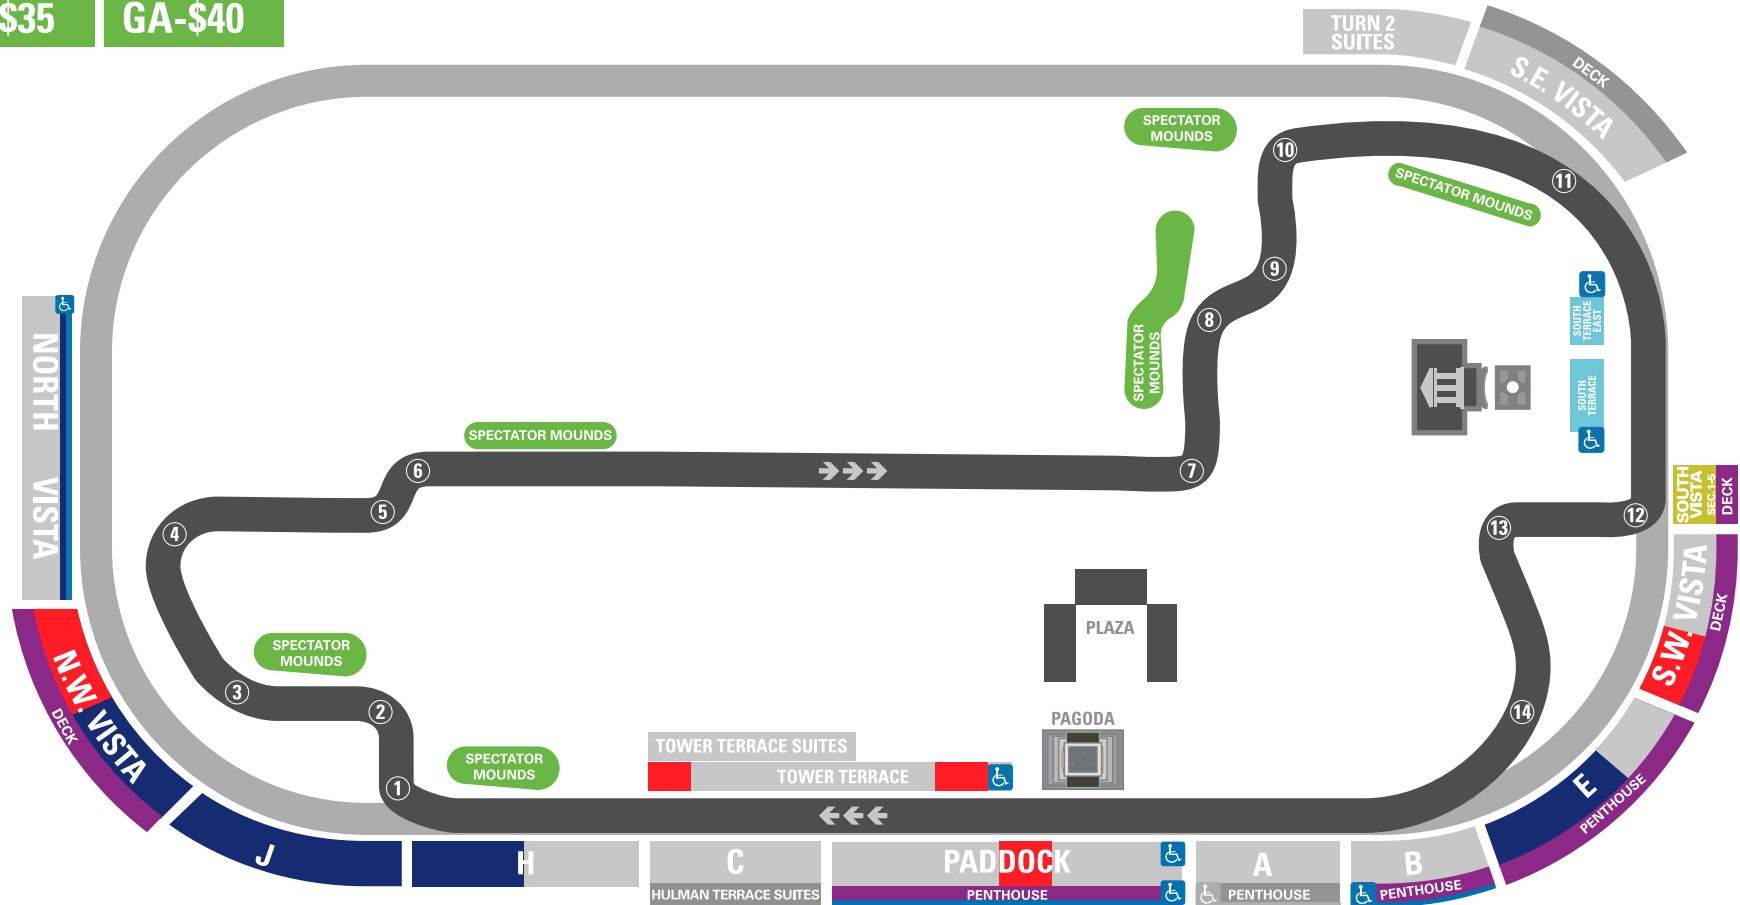 $35
GA-$40
TURN 2
SUITES
DECK
S.E. VISTA
SPECTATOR
MOUNDS
10
11
SPECTATOR MOUNDS
9
8
SPECTATOR
MOUNDS
SOUTH
TERRACE
EAST
SOUTH
TERRACE
NORTH VISTA
SPECTATOR MOUNDS
6
7
5
4
12
13
SOUTH
VISTA
SEC.1-5
DECK
S.W. VISTA
DECK
SPECTATOR
MOUNDS
3
2
PLAZA
PAGODA
14
N.W. VISTA
DECK
SPECTATOR
MOUNDS
1
TOWER TERRACE SUITES
TOWER TERRACE
E
PENTHOUSE
J
H
C
HULMAN TERRACE SUITES
PADDOCK
PENTHOUSE
A
PENTHOUSE
B
PENTHOUSE